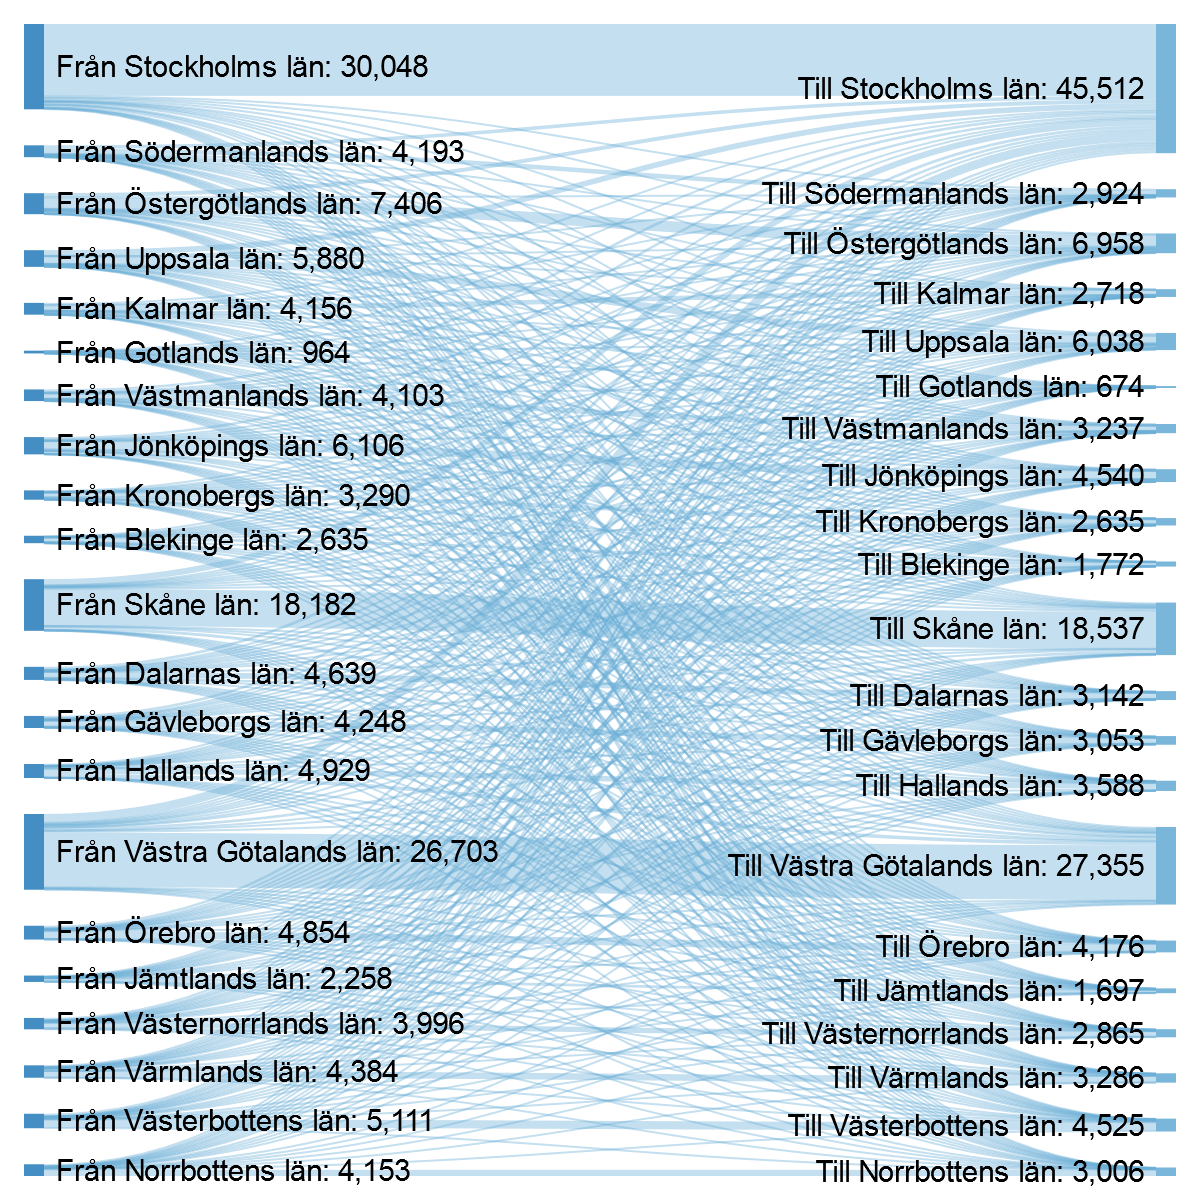 Från Stockholms län: 30,048
Från Södermanlands län: 4,193
Från Östergötlands län: 7,406
Från Uppsala län: 5,880
Från Kalmar län: 4,156
Från Gotlands län: 964
Från Västmanlands län: 4,103
Från Jönköpings län: 6,106
Från Kronobergs län: 3,290
Från Blekinge län: 2,635
Från Skåne län: 18,182
Från Dalarnas län: 4,639
Från Gävleborgs län: 4,248
Från Hallands län: 4,929
Från Västra Götalands län: 26,703
Från Örebro län: 4,854
Från Jämtlands län: 2,258
Från Västernorrlands län: 3,996
Från Värmlands län: 4,384
Från Västerbottens län: 5,111
Från Norrbottens län: 4,153
Till Stockholms län: 45,512
Till Södermanlands län: 2,924
Till Östergötlands län: 6,958
Till Kalmar län: 2,718
Till Uppsala län: 6,038
Till Gotlands län: 674
Till Västmanlands län: 3,237
Till Jönköpings län: 4,540
Till Kronobergs län: 2,635
Till Blekinge län: 1,772
Till Skåne län: 18,537
Till Dalarnas län: 3,142
Till Gävleborgs län: 3,053
Till Hallands län: 3,588
Till Västra Götalands län: 27,355
Till Örebro län: 4,176
Till Jämtlands län: 1,697
Till Västernorrlands län: 2,865
Till Värmlands län: 3,286
Till Västerbottens län: 4,525
Till Norrbottens län: 3,006